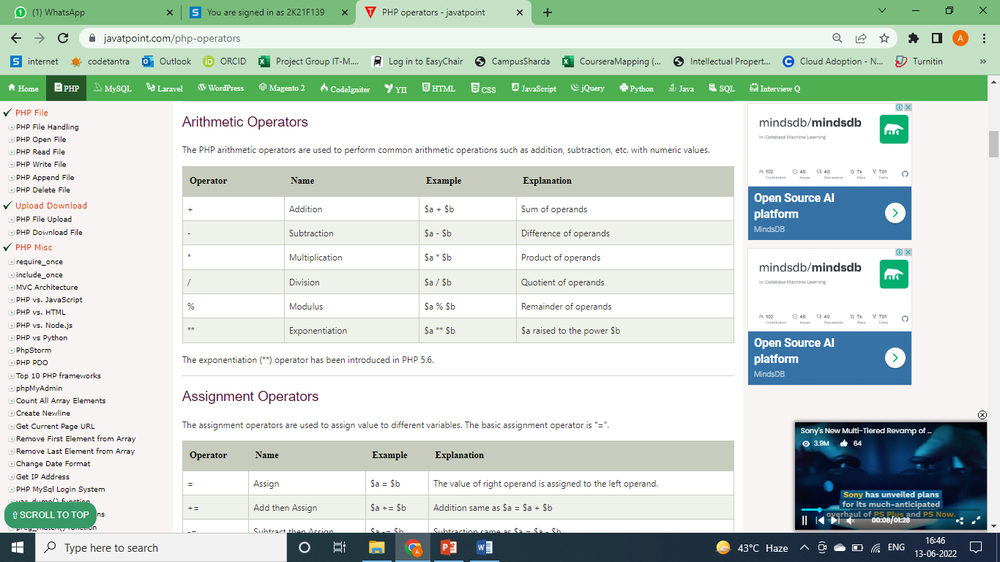 (1) WhatsApp
You are signed in as 2K21F139
PHP operators - javatpoint
javatpoint.com/php-operators
A
internet
codetantra
Outlook
ORCID
Project Group IT-M....
Log in to EasyChair
CampusSharda
CourseraMapping (...
Intellectual Propert...
Cloud Adoption - N...
Turnitin
»
Home
PHP
MySQL
Laravel
WordPress
Magento 2
CodeIgniter
YII
HTML
CSS
JavaScript
jQuery
Python
Java
SQL
Interview Q
PHP File
PHP File Handling
PHP Open File
PHP Read File
PHP Write File
PHP Append File
PHP Delete File
Upload Download
PHP File Upload
PHP Download File
PHP Misc
require_once
include_once
MVC Architecture
PHP vs. JavaScript
PHP vs. HTML
PHP vs. Node.js
PHP vs Python
PhpStorm
PHP PDO
Top 10 PHP frameworks
phpMyAdmin
Count All Array Elements
Create Newline
Get Current Page URL
Remove First Element from Array
Remove Last Element from Array
Change Date Format
Get IP Address
PHP MySql Login System
var_dump() function
preg_match() function
⇧SCROLL TO TOP
Arithmetic Operators
The PHP arithmetic operators are used to perform common arithmetic operations such as addition, subtraction, etc. with numeric values.
Operator Name Example Explanation
+ Addition $a + $b Sum of operands
- Subtraction $a - $b Difference of operands
* Multiplication $a * $b Product of operands
/ Division $a / $b Quotient of operands
% Modulus $a % $b Remainder of operands
** Exponentiation $a ** $b $a raised to the power $b
The exponentiation (**) operator has been introduced in PHP 5.6.
Assignment Operators
The assignment operators are used to assign value to different variables. The basic assignment operator is "=".
Operator Name Example Explanation
= Assign $a = $b The value of right operand is assigned to the left operand.
+= Add then Assign $a += $b Addition same as $a = $a + $b
-= Subtract then Assign $a -= $b Subtraction same as $a = $a - $b
mindsdb/mindsdb
In-Database Machine Learning
102 Contributors
46 Issues
40 Discussions
7k Stars
701 Forks
Open Source AI
platform
MindsDB
mindsdb/mindsdb
In-Database Machine Learning
102 Contributors
46 Issues
40 Discussions
7k Stars
701 Forks
Open Source AI
platform
MindsDB
Sony's New Multi-Tiered Revamp of ...
3.9M 64
Sony has unveiled plans
for its much-anticipated
overhaul of PS Plus and PS Now.
00:08/01:28
Type here to search
43°C Haze
ENG
16:46
13-06-2022